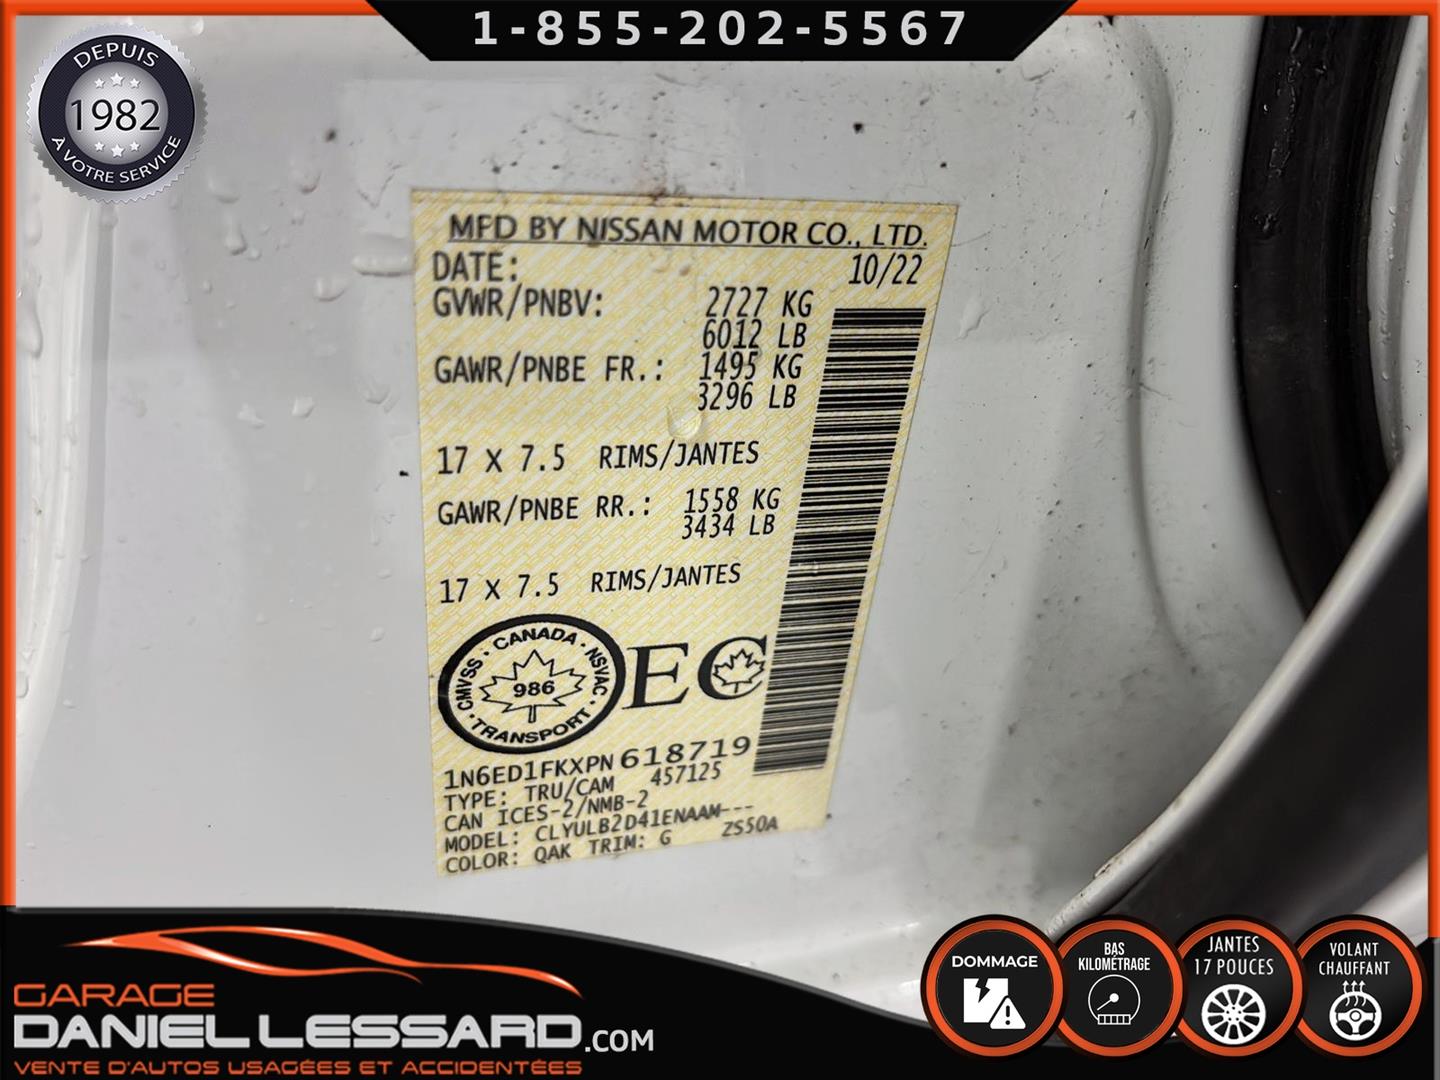 1-855-202-5567
DEPUIS
1982
À VOTRE SERVICE
MFD BY NISSAN MOTOR CO., LTD.
DATE: 10/22
GVWR/PNBV: 2727 KG
6012 LB
GAWR/PNBE FR.: 1495 KG
3296 LB
17 X 7.5 RIMS/JANTES
GAWR/PNBE RR.: 1558 KG
3434 LB
17 X 7.5 RIMS/JANTES
CMVSS · CANADA · NSVAC · TRANSPORT ·
986
EC
1N6ED1FKXPN618719
TYPE: TRU/CAM 457125
CAN ICES-2/NMB-2
MODEL: CLYULB2D41ENAAM---
COLOR: QAK TRIM: G ZS50A
GARAGE
DANIEL LESSARD.COM
VENTE D'AUTOS USAGÉES ET ACCIDENTÉES
DOMMAGE
BAS
KILOMÉTRAGE
JANTES
17 POUCES
VOLANT
CHAUFFANT